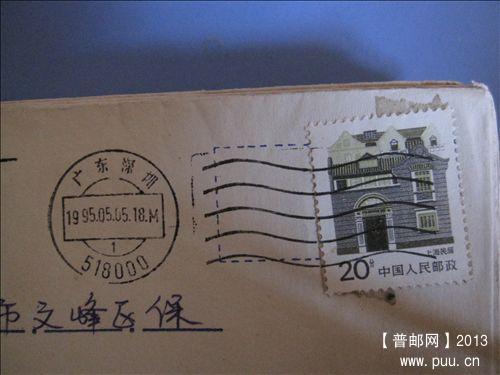 广东深圳
1995.05.05.18.M
1
518000
上海民居
20分
中国人民邮政
市文峰区保
【普邮网】2013
www.puu.cn